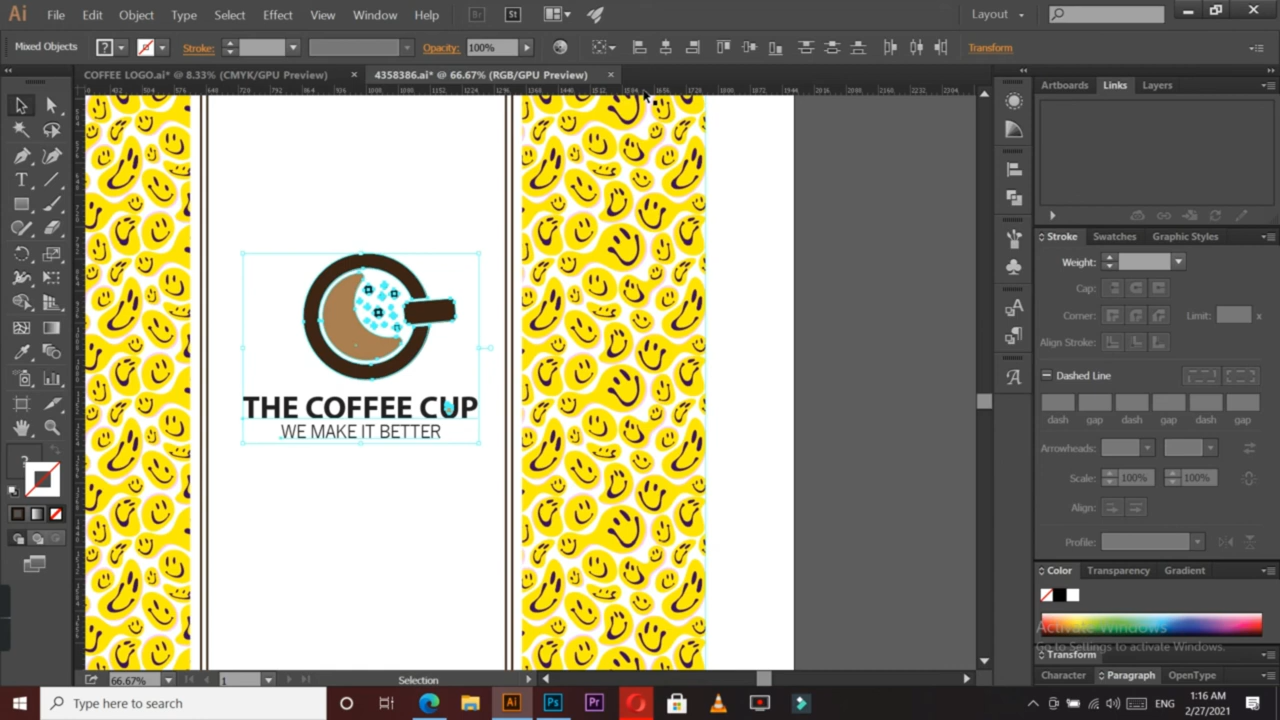 Ai File Edit Object Type Select Effect View Window Help Br St Layout
Mixed Objects ? Stroke: Opacity: 100% Transform
COFFEE LOGO.ai* @ 8.33% (CMYK/GPU Preview) × 4358386.ai* @ 66.67% (RGB/GPU Preview) ×
Artboards Links Layers
Stroke Swatches Graphic Styles
Weight:
Cap:
Corner: Limit: x
Align Stroke:
Dashed Line
dash gap dash gap dash gap
Arrowheads:
Scale: 100% 100%
Align:
Profile:
Color Transparency Gradient
Activate Windows
Go to Settings to activate Windows.
Transform
Character Paragraph OpenType
THE COFFEE CUP
WE MAKE IT BETTER
66.67% 1 Selection
Type here to search
Ai Ps Pr
ENG
1:16 AM
2/27/2021